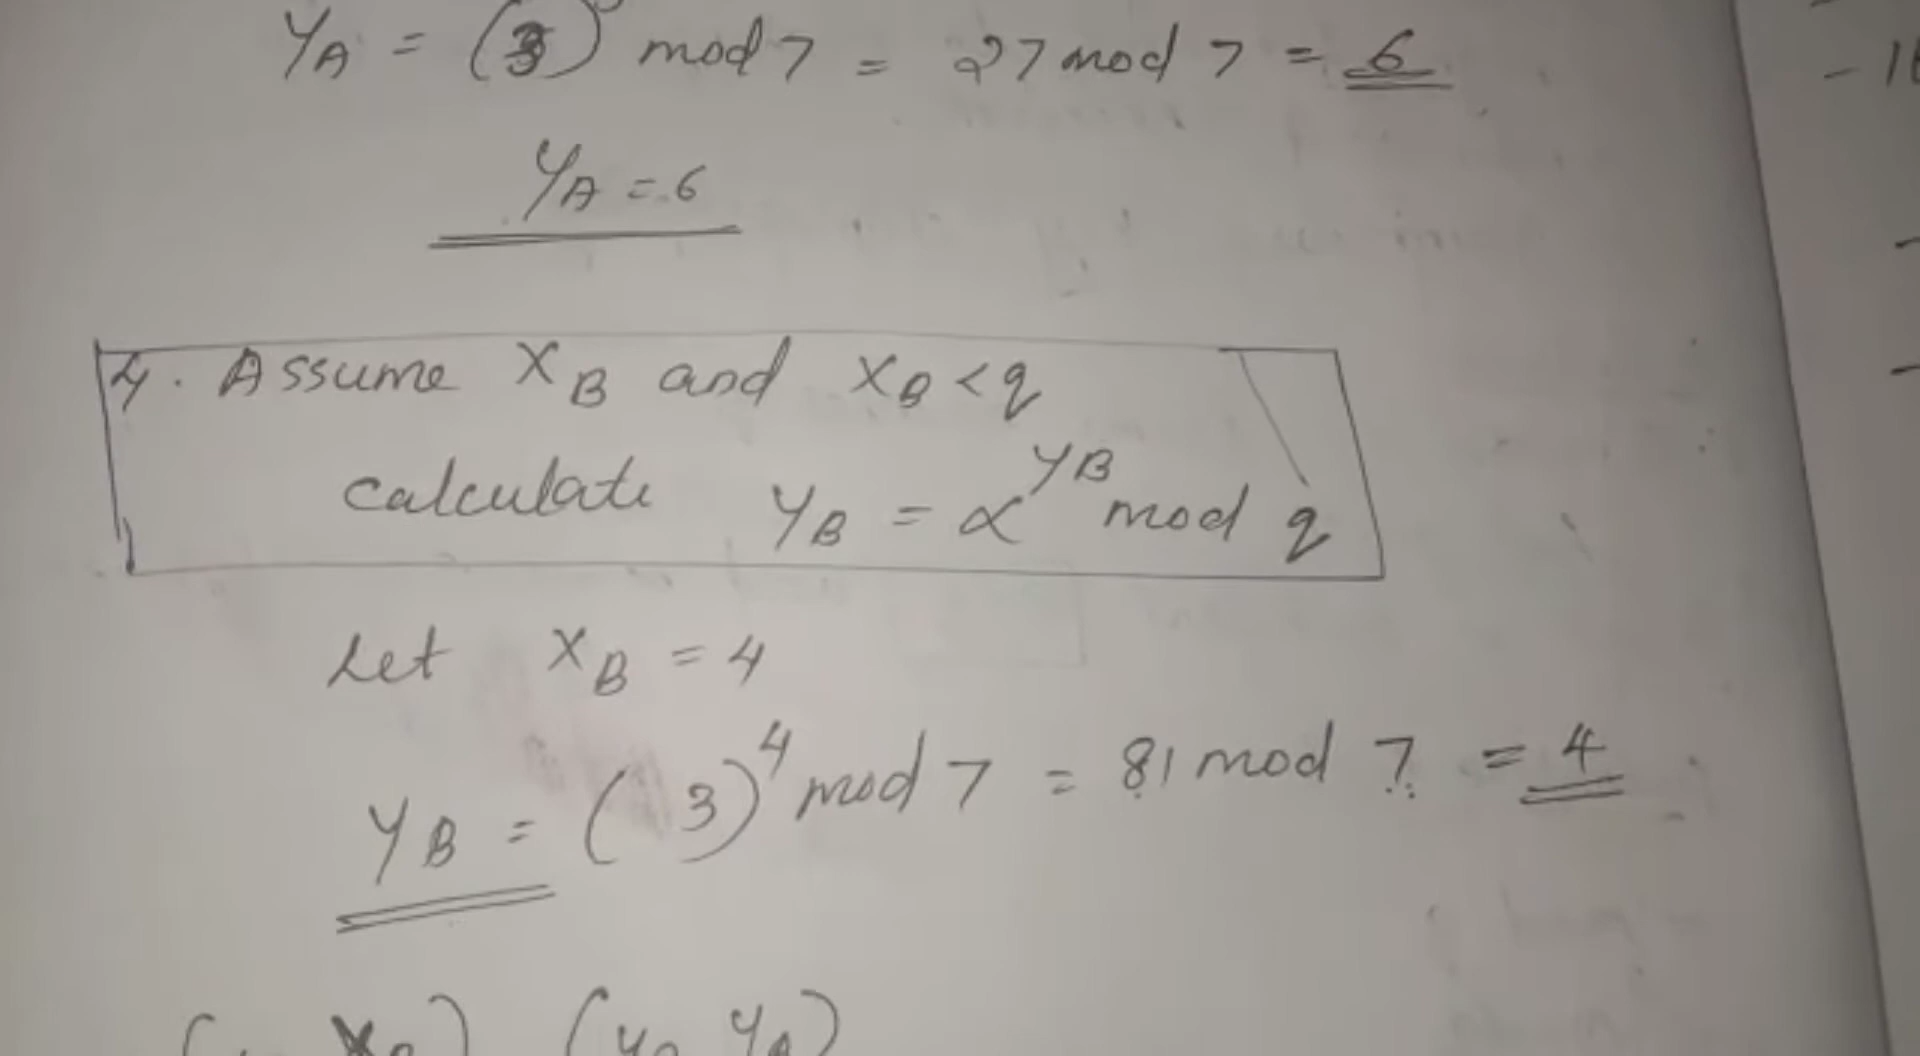 YA = (3) mod 7 = 27 mod 7 = 6
YA = 6
4. Assume XB and XB < q
calculate YB = α^YB mod q
Let XB = 4
YB = (3)^4 mod 7 = 81 mod 7 = 4